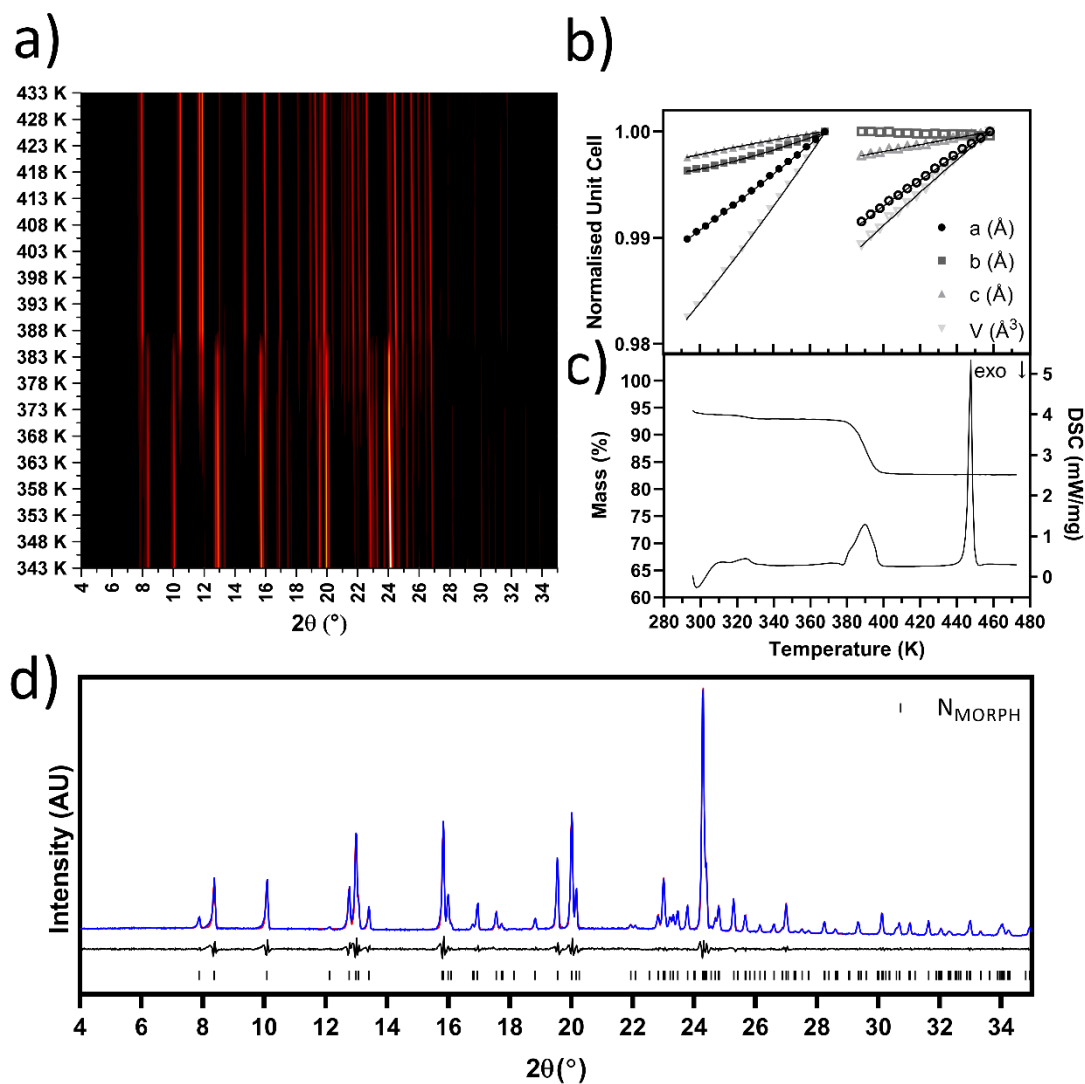 a)
433 K
428 K
423 K
418 K
413 K
408 K
403 K
398 K
393 K
388 K
383 K
378 K
373 K
368 K
363 K
358 K
353 K
348 K
343 K
4 6 8 10 12 14 16 18 20 22 24 26 28 30 32 34
2θ (°)
b)
Normalised Unit Cell
1.00
0.99
0.98
a (Å)
b (Å)
c (Å)
V (Å³)
c)
exo ↓
Mass (%)
100
95
90
85
80
75
70
65
60
5
4
3
2
1
0
DSC (mW/mg)
280 300 320 340 360 380 400 420 440 460 480
Temperature (K)
d)
Intensity (AU)
N_MORPH
4 6 8 10 12 14 16 18 20 22 24 26 28 30 32 34
2θ(°)